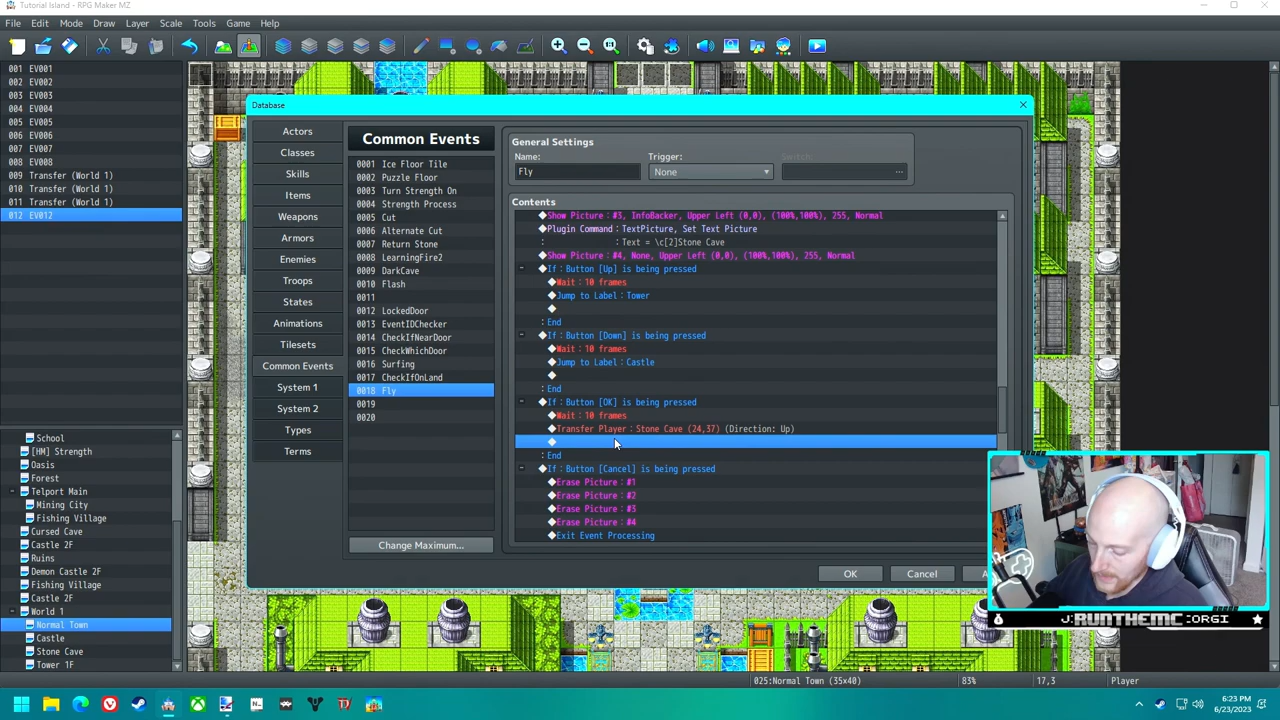 Tutorial Island - RPG Maker MZ
File Edit Mode Draw Layer Scale Tools Game Help
001 EV001
002 EV002
003 EV003
004 EV004
005 EV005
006 EV006
007 EV007
008 EV008
009 Transfer (World 1)
010 Transfer (World 1)
011 Transfer (World 1)
012 EV012
School
[HM] Strength
Oasis
Forest
Telport Main
Mining City
Fishing Village
Cursed Cave
Castle 2F
Ruins
Demon Castle 2F
Fishing Village
Castle 2F
World 1
Normal Town
Castle
Stone Cave
Tower 1F
Database
Actors
Classes
Skills
Items
Weapons
Armors
Enemies
Troops
States
Animations
Tilesets
Common Events
System 1
System 2
Types
Terms
Common Events
0001 Ice Floor Tile
0002 Puzzle Floor
0003 Turn Strength On
0004 Strength Process
0005 Cut
0006 Alternate Cut
0007 Return Stone
0008 LearningFire2
0009 DarkCave
0010 Flash
0011
0012 LockedDoor
0013 EventIDChecker
0014 CheckIfNearDoor
0015 CheckWhichDoor
0016 Surfing
0017 CheckIfOnLand
0018 Fly
0019
0020
Change Maximum...
General Settings
Name: Trigger: Switch:
Fly None ...
Contents
◆Show Picture：#3, InfoBacker, Upper Left (0,0), (100%,100%), 255, Normal
◆Plugin Command：TextPicture, Set Text Picture
：　　　　　　　：Text = \c[2]Stone Cave
◆Show Picture：#4, None, Upper Left (0,0), (100%,100%), 255, Normal
◆If：Button [Up] is being pressed
◆Wait：10 frames
◆Jump to Label：Tower
◆
：End
◆If：Button [Down] is being pressed
◆Wait：10 frames
◆Jump to Label：Castle
◆
：End
◆If：Button [OK] is being pressed
◆Wait：10 frames
◆Transfer Player：Stone Cave (24,37) (Direction: Up)
◆
：End
◆If：Button [Cancel] is being pressed
◆Erase Picture：#1
◆Erase Picture：#2
◆Erase Picture：#3
◆Erase Picture：#4
◆Exit Event Processing
OK Cancel
025:Normal Town (35x40) 83% 17,3 Player
6:23 PM
6/23/2023